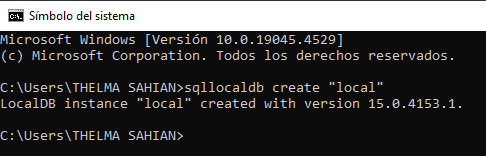 Símbolo del sistema
Microsoft Windows [Versión 10.0.19045.4529]
(c) Microsoft Corporation. Todos los derechos reservados.
C:\Users\THELMA SAHIAN>sqllocaldb create "local"
LocalDB instance "local" created with version 15.0.4153.1.
C:\Users\THELMA SAHIAN>